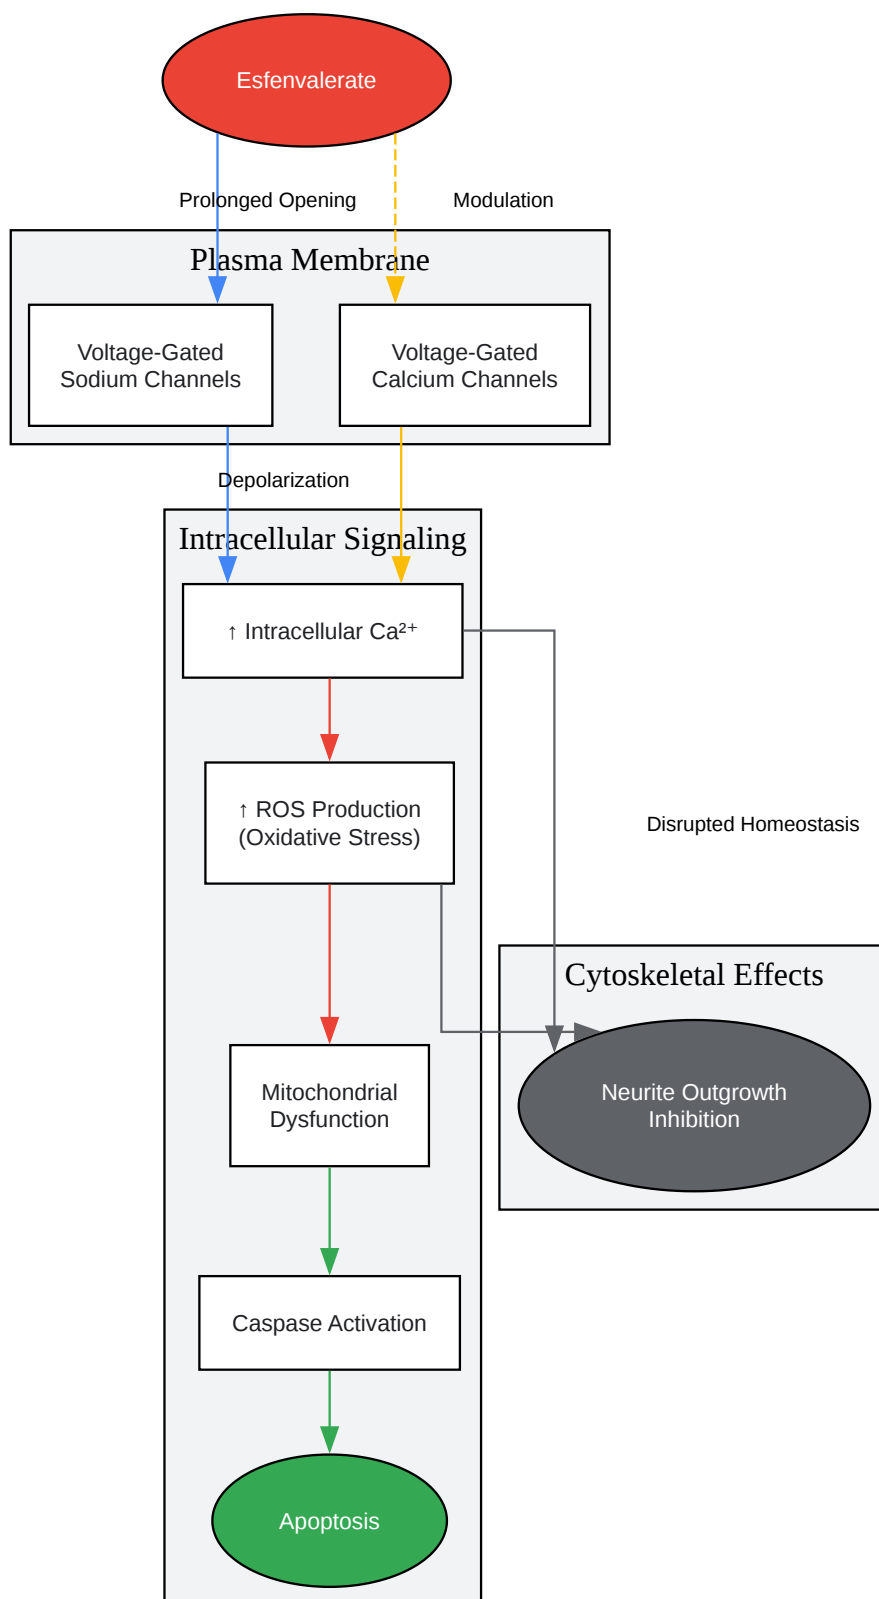 Esfenvalerate
Prolonged Opening
Modulation
Plasma Membrane
Voltage-Gated
Sodium Channels
Voltage-Gated
Calcium Channels
Depolarization
Intracellular Signaling
↑ Intracellular Ca²⁺
↑ ROS Production
(Oxidative Stress)
Disrupted Homeostasis
Cytoskeletal Effects
Mitochondrial
Dysfunction
Neurite Outgrowth
Inhibition
Caspase Activation
Apoptosis